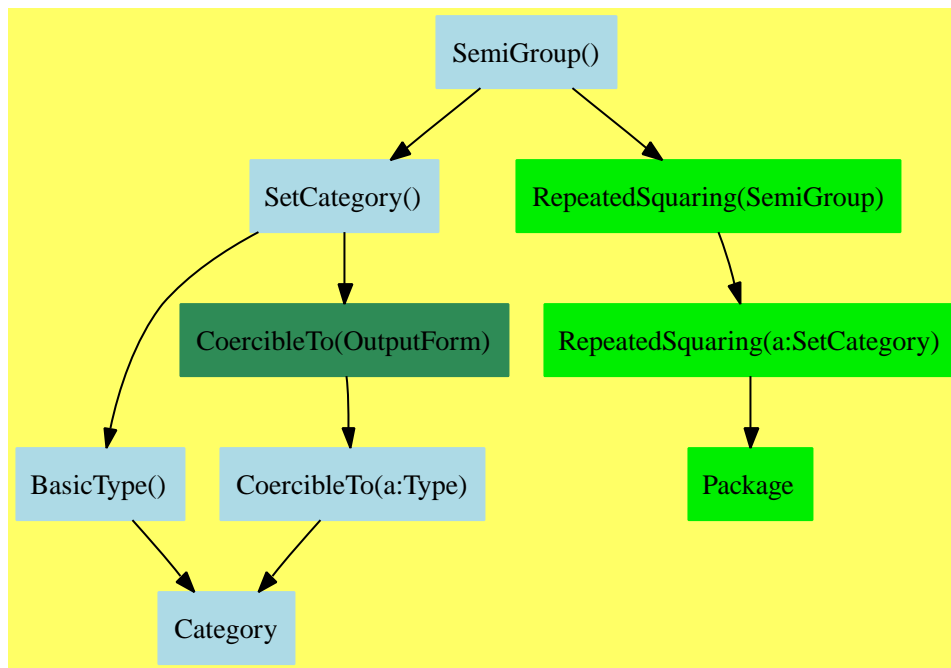 SemiGroup()
SetCategory()
RepeatedSquaring(SemiGroup)
CoercibleTo(OutputForm)
RepeatedSquaring(a:SetCategory)
BasicType()
CoercibleTo(a:Type)
Package
Category